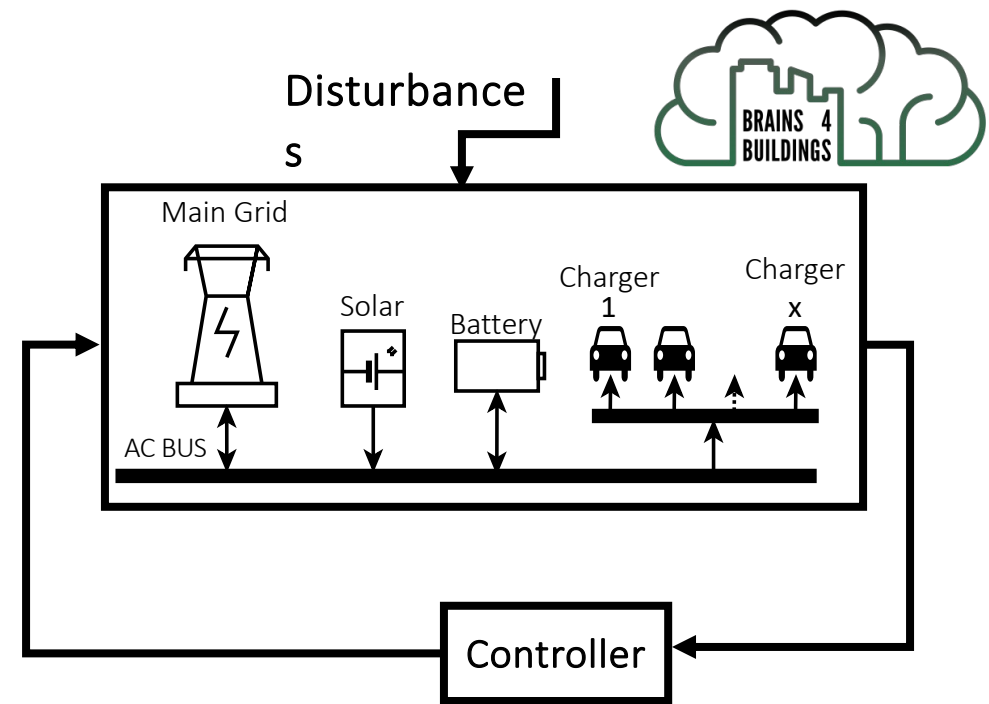 Disturbance
s
BRAINS 4
BUILDINGS
Main Grid
Solar
Battery
Charger
1
Charger
x
AC BUS
Controller